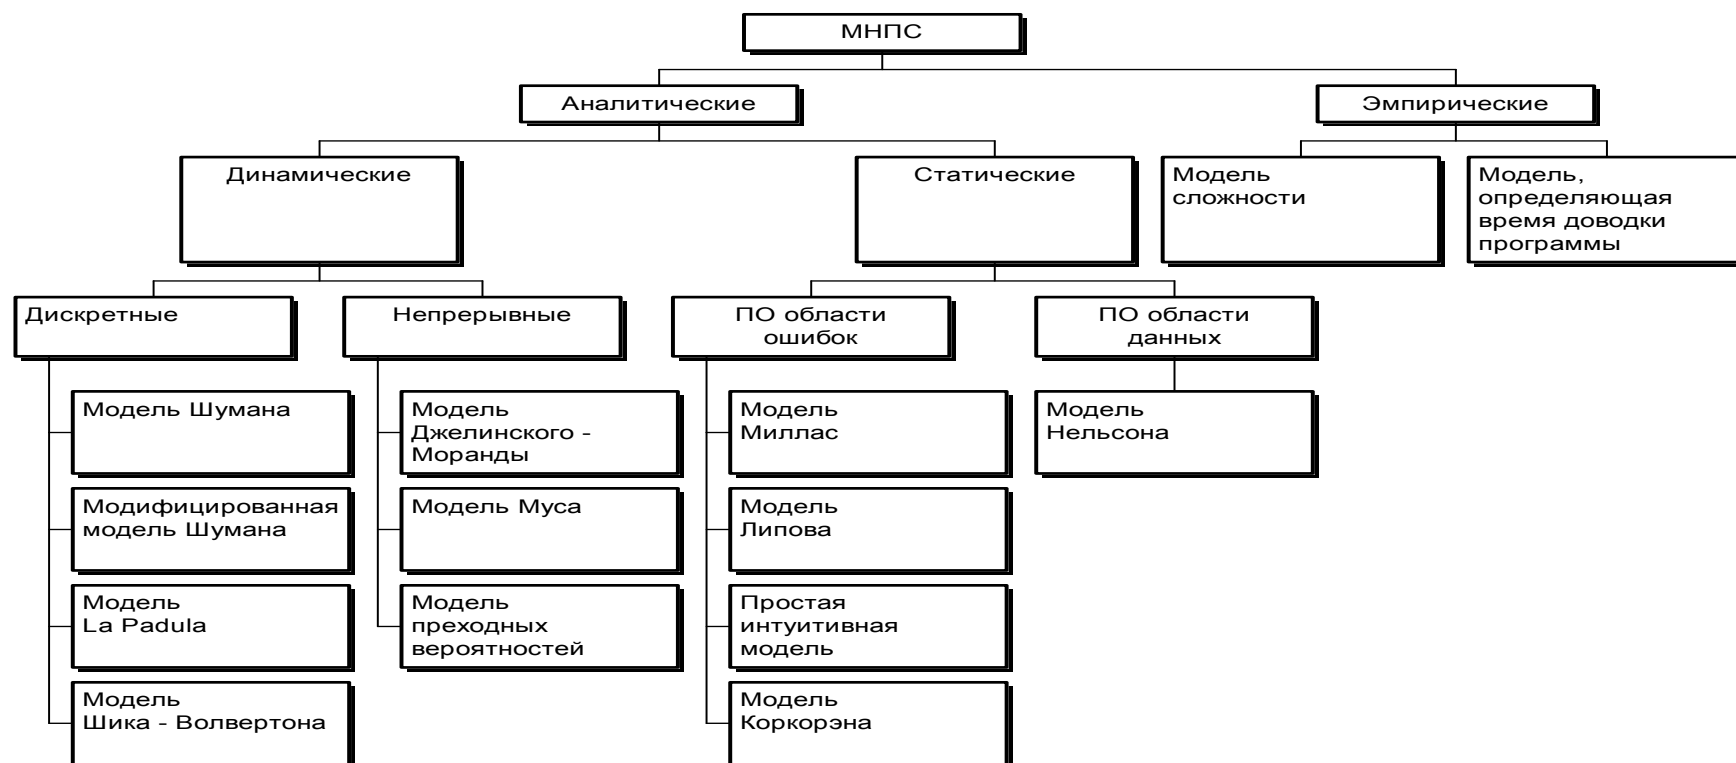 МНПС
Аналитические
Эмпирические
Динамические
Статические
Модель
сложности
Модель,
определяющая
время доводки
программы
Дискретные
Непрерывные
ПО области
ошибок
ПО области
данных
Модель Шумана
Модифицированная
модель Шумана
Модель
La Padula
Модель
Шика - Волвертона
Модель
Джелинского -
Моранды
Модель Муса
Модель
преходных
вероятностей
Модель
Миллас
Модель
Липова
Простая
интуитивная
модель
Модель
Коркорэна
Модель
Нельсона